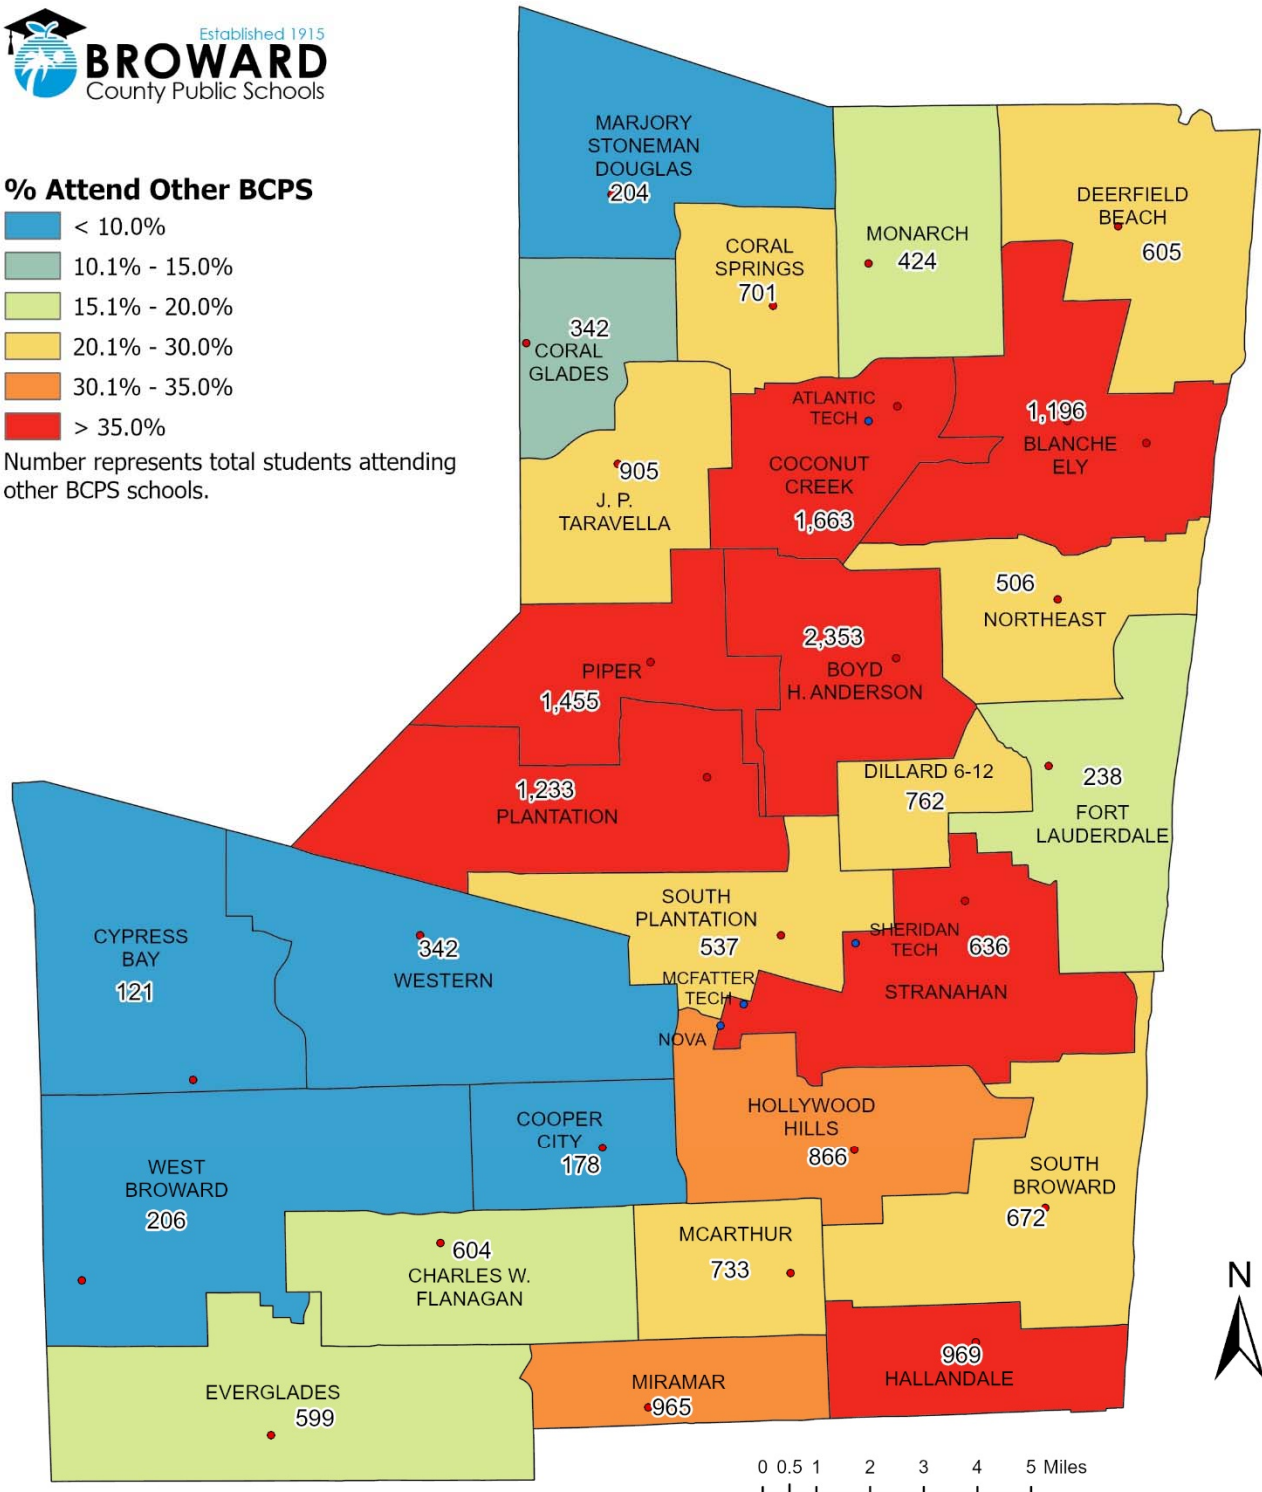 Established 1915
BROWARD
County Public Schools
% Attend Other BCPS
< 10.0%
10.1% - 15.0%
15.1% - 20.0%
20.1% - 30.0%
30.1% - 35.0%
> 35.0%
Number represents total students attending
other BCPS schools.
MARJORY
STONEMAN
DOUGLAS
204
CORAL
SPRINGS
701
MONARCH
424
DEERFIELD
BEACH
605
342
CORAL
GLADES
ATLANTIC
TECH
COCONUT
CREEK
1,663
1,196
BLANCHE
ELY
905
J. P.
TARAVELLA
506
NORTHEAST
PIPER
1,455
2,353
BOYD
H. ANDERSON
1,233
PLANTATION
DILLARD 6-12
762
238
FORT
LAUDERDALE
SOUTH
PLANTATION
537
SHERIDAN
TECH
636
STRANAHAN
MCFATTER
TECH
NOVA
CYPRESS
BAY
121
342
WESTERN
COOPER
CITY
178
HOLLYWOOD
HILLS
866
WEST
BROWARD
206
SOUTH
BROWARD
672
604
CHARLES W.
FLANAGAN
MCARTHUR
733
EVERGLADES
599
MIRAMAR
965
969
HALLANDALE
N
0 0.5 1 2 3 4 5 Miles